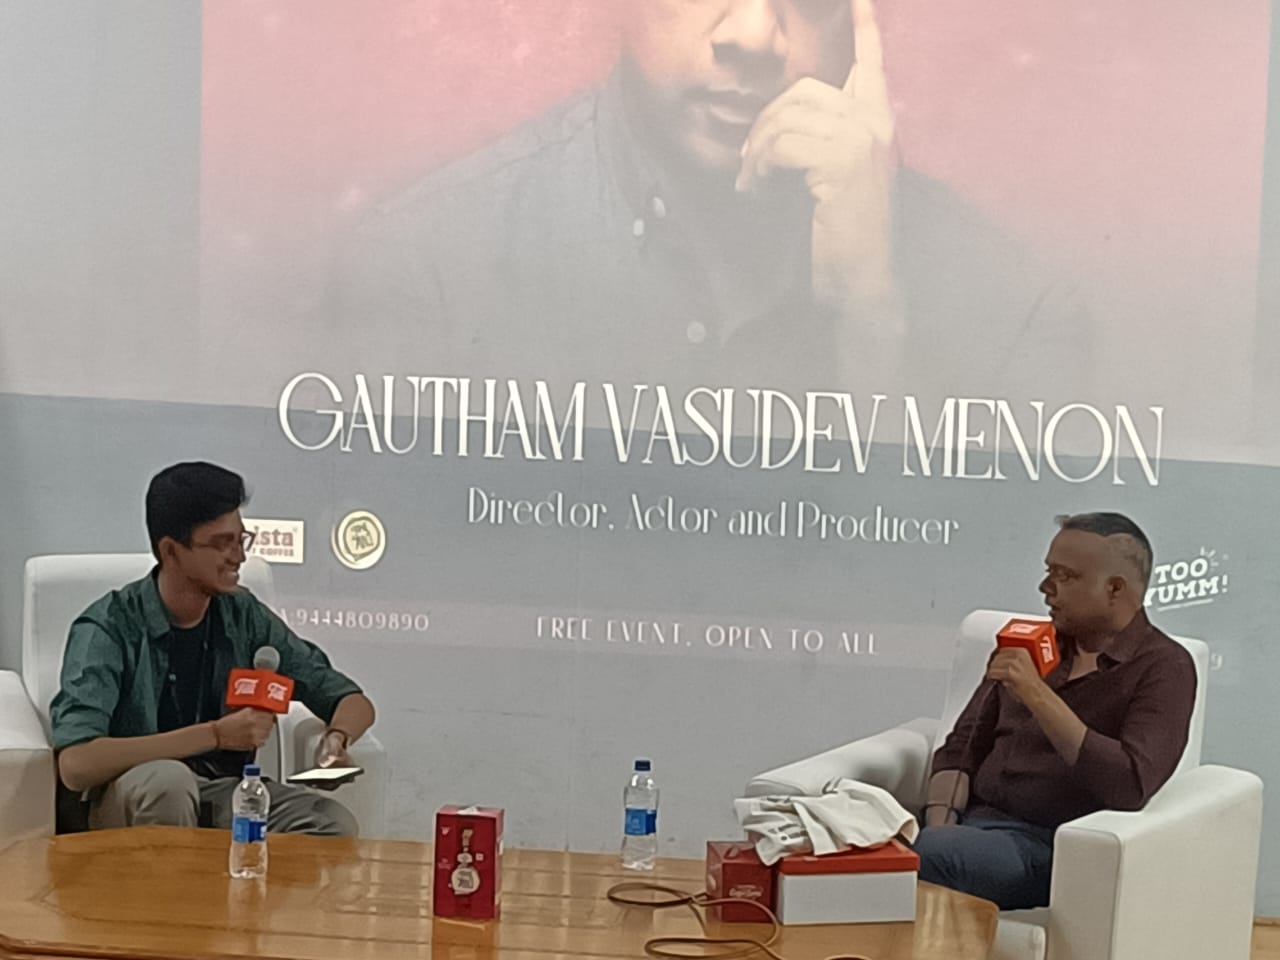 GAUTHAM VASUDEV MENON
Director, Actor and Producer
9444809890
FREE EVENT, OPEN TO ALL
TOO
YUMM!